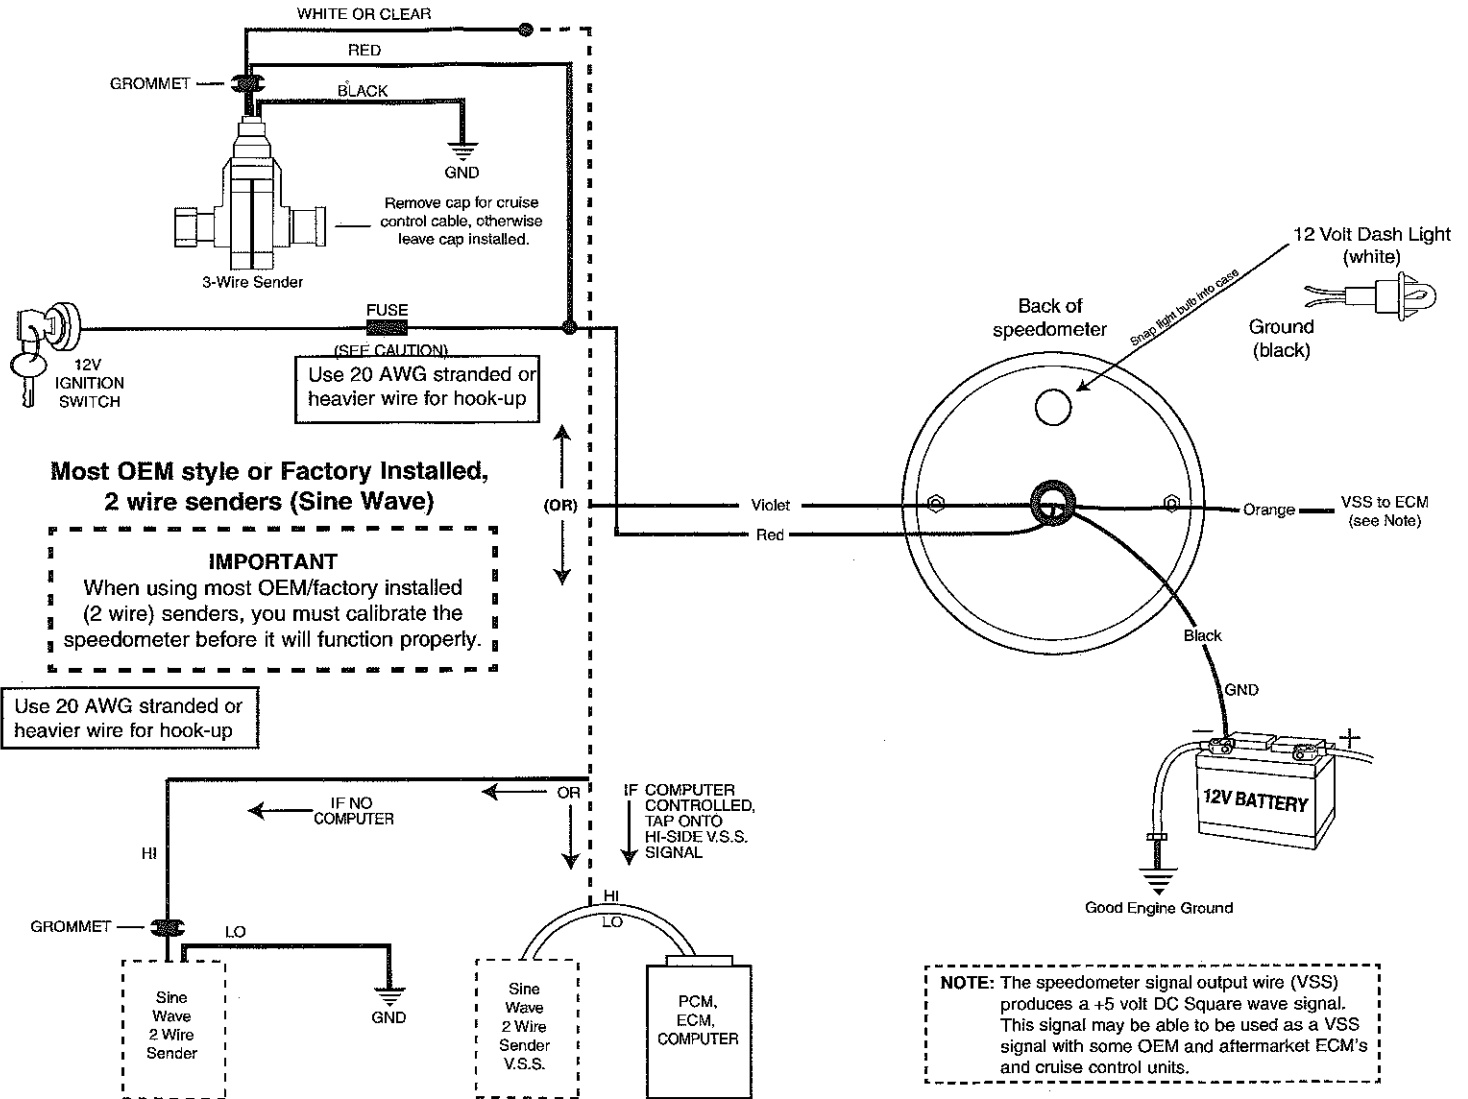 WHITE OR CLEAR
RED
GROMMET
BLACK
GND
Remove cap for cruise
control cable, otherwise
leave cap installed.
3-Wire Sender
12 Volt Dash Light
(white)
Snap light bulb into case
Ground
(black)
Back of
speedometer
FUSE
(SEE CAUTION)
12V
IGNITION
SWITCH
Use 20 AWG stranded or
heavier wire for hook-up
Most OEM style or Factory Installed,
2 wire senders (Sine Wave)
(OR)
Violet
Red
Orange
VSS to ECM
(see Note)
IMPORTANT
When using most OEM/factory installed
(2 wire) senders, you must calibrate the
speedometer before it will function properly.
Black
GND
Use 20 AWG stranded or
heavier wire for hook-up
– +
12V BATTERY
Good Engine Ground
OR
IF NO
COMPUTER
IF COMPUTER
CONTROLLED,
TAP ONTO
HI-SIDE V.S.S.
SIGNAL
HI
GROMMET
LO
GND
HI
LO
Sine
Wave
2 Wire
Sender
Sine
Wave
2 Wire
Sender
V.S.S.
PCM,
ECM,
COMPUTER
NOTE: The speedometer signal output wire (VSS)
produces a +5 volt DC Square wave signal.
This signal may be able to be used as a VSS
signal with some OEM and aftermarket ECM's
and cruise control units.